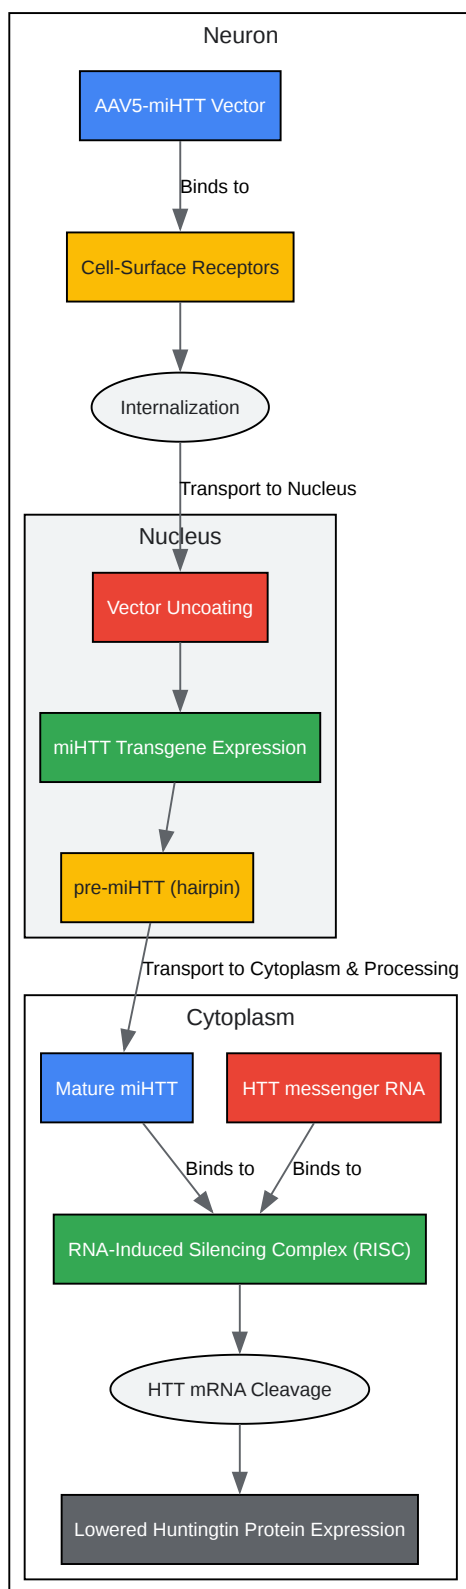 Neuron
AAV5-miHTT Vector
Binds to
Cell-Surface Receptors
Internalization
Transport to Nucleus
Nucleus
Vector Uncoating
miHTT Transgene Expression
pre-miHTT (hairpin)
Transport to Cytoplasm & Processing
Cytoplasm
Mature miHTT
HTT messenger RNA
Binds to
Binds to
RNA-Induced Silencing Complex (RISC)
HTT mRNA Cleavage
Lowered Huntingtin Protein Expression